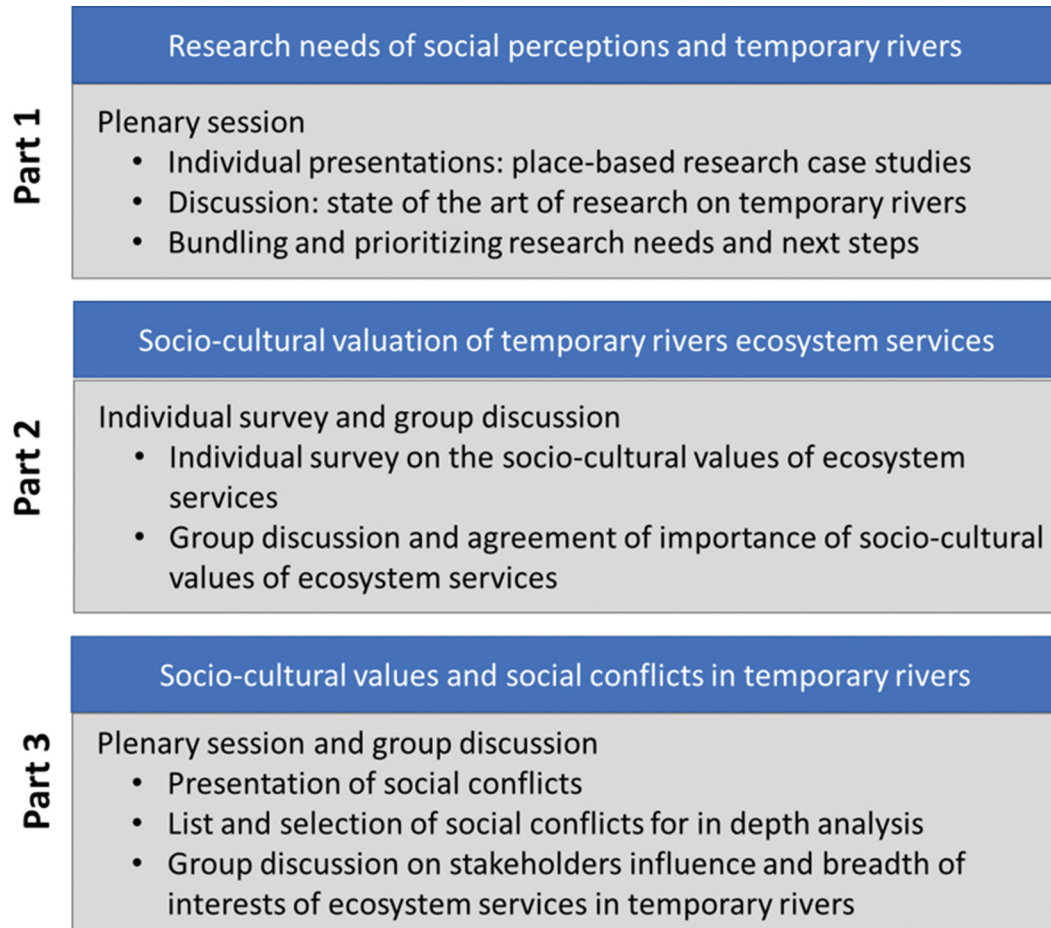 Part 1
Research needs of social perceptions and temporary rivers
Plenary session
• Individual presentations: place-based research case studies
• Discussion: state of the art of research on temporary rivers
• Bundling and prioritizing research needs and next steps
Part 2
Socio-cultural valuation of temporary rivers ecosystem services
Individual survey and group discussion
• Individual survey on the socio-cultural values of ecosystem
services
• Group discussion and agreement of importance of socio-cultural
values of ecosystem services
Part 3
Socio-cultural values and social conflicts in temporary rivers
Plenary session and group discussion
• Presentation of social conflicts
• List and selection of social conflicts for in depth analysis
• Group discussion on stakeholders influence and breadth of
interests of ecosystem services in temporary rivers